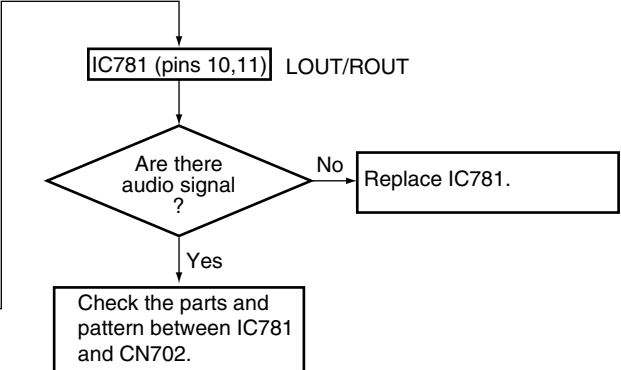 IC781 (pins 10,11) LOUT/ROUT
Are there
audio signal
?
No
Replace IC781.
Yes
Check the parts and
pattern between IC781
and CN702.